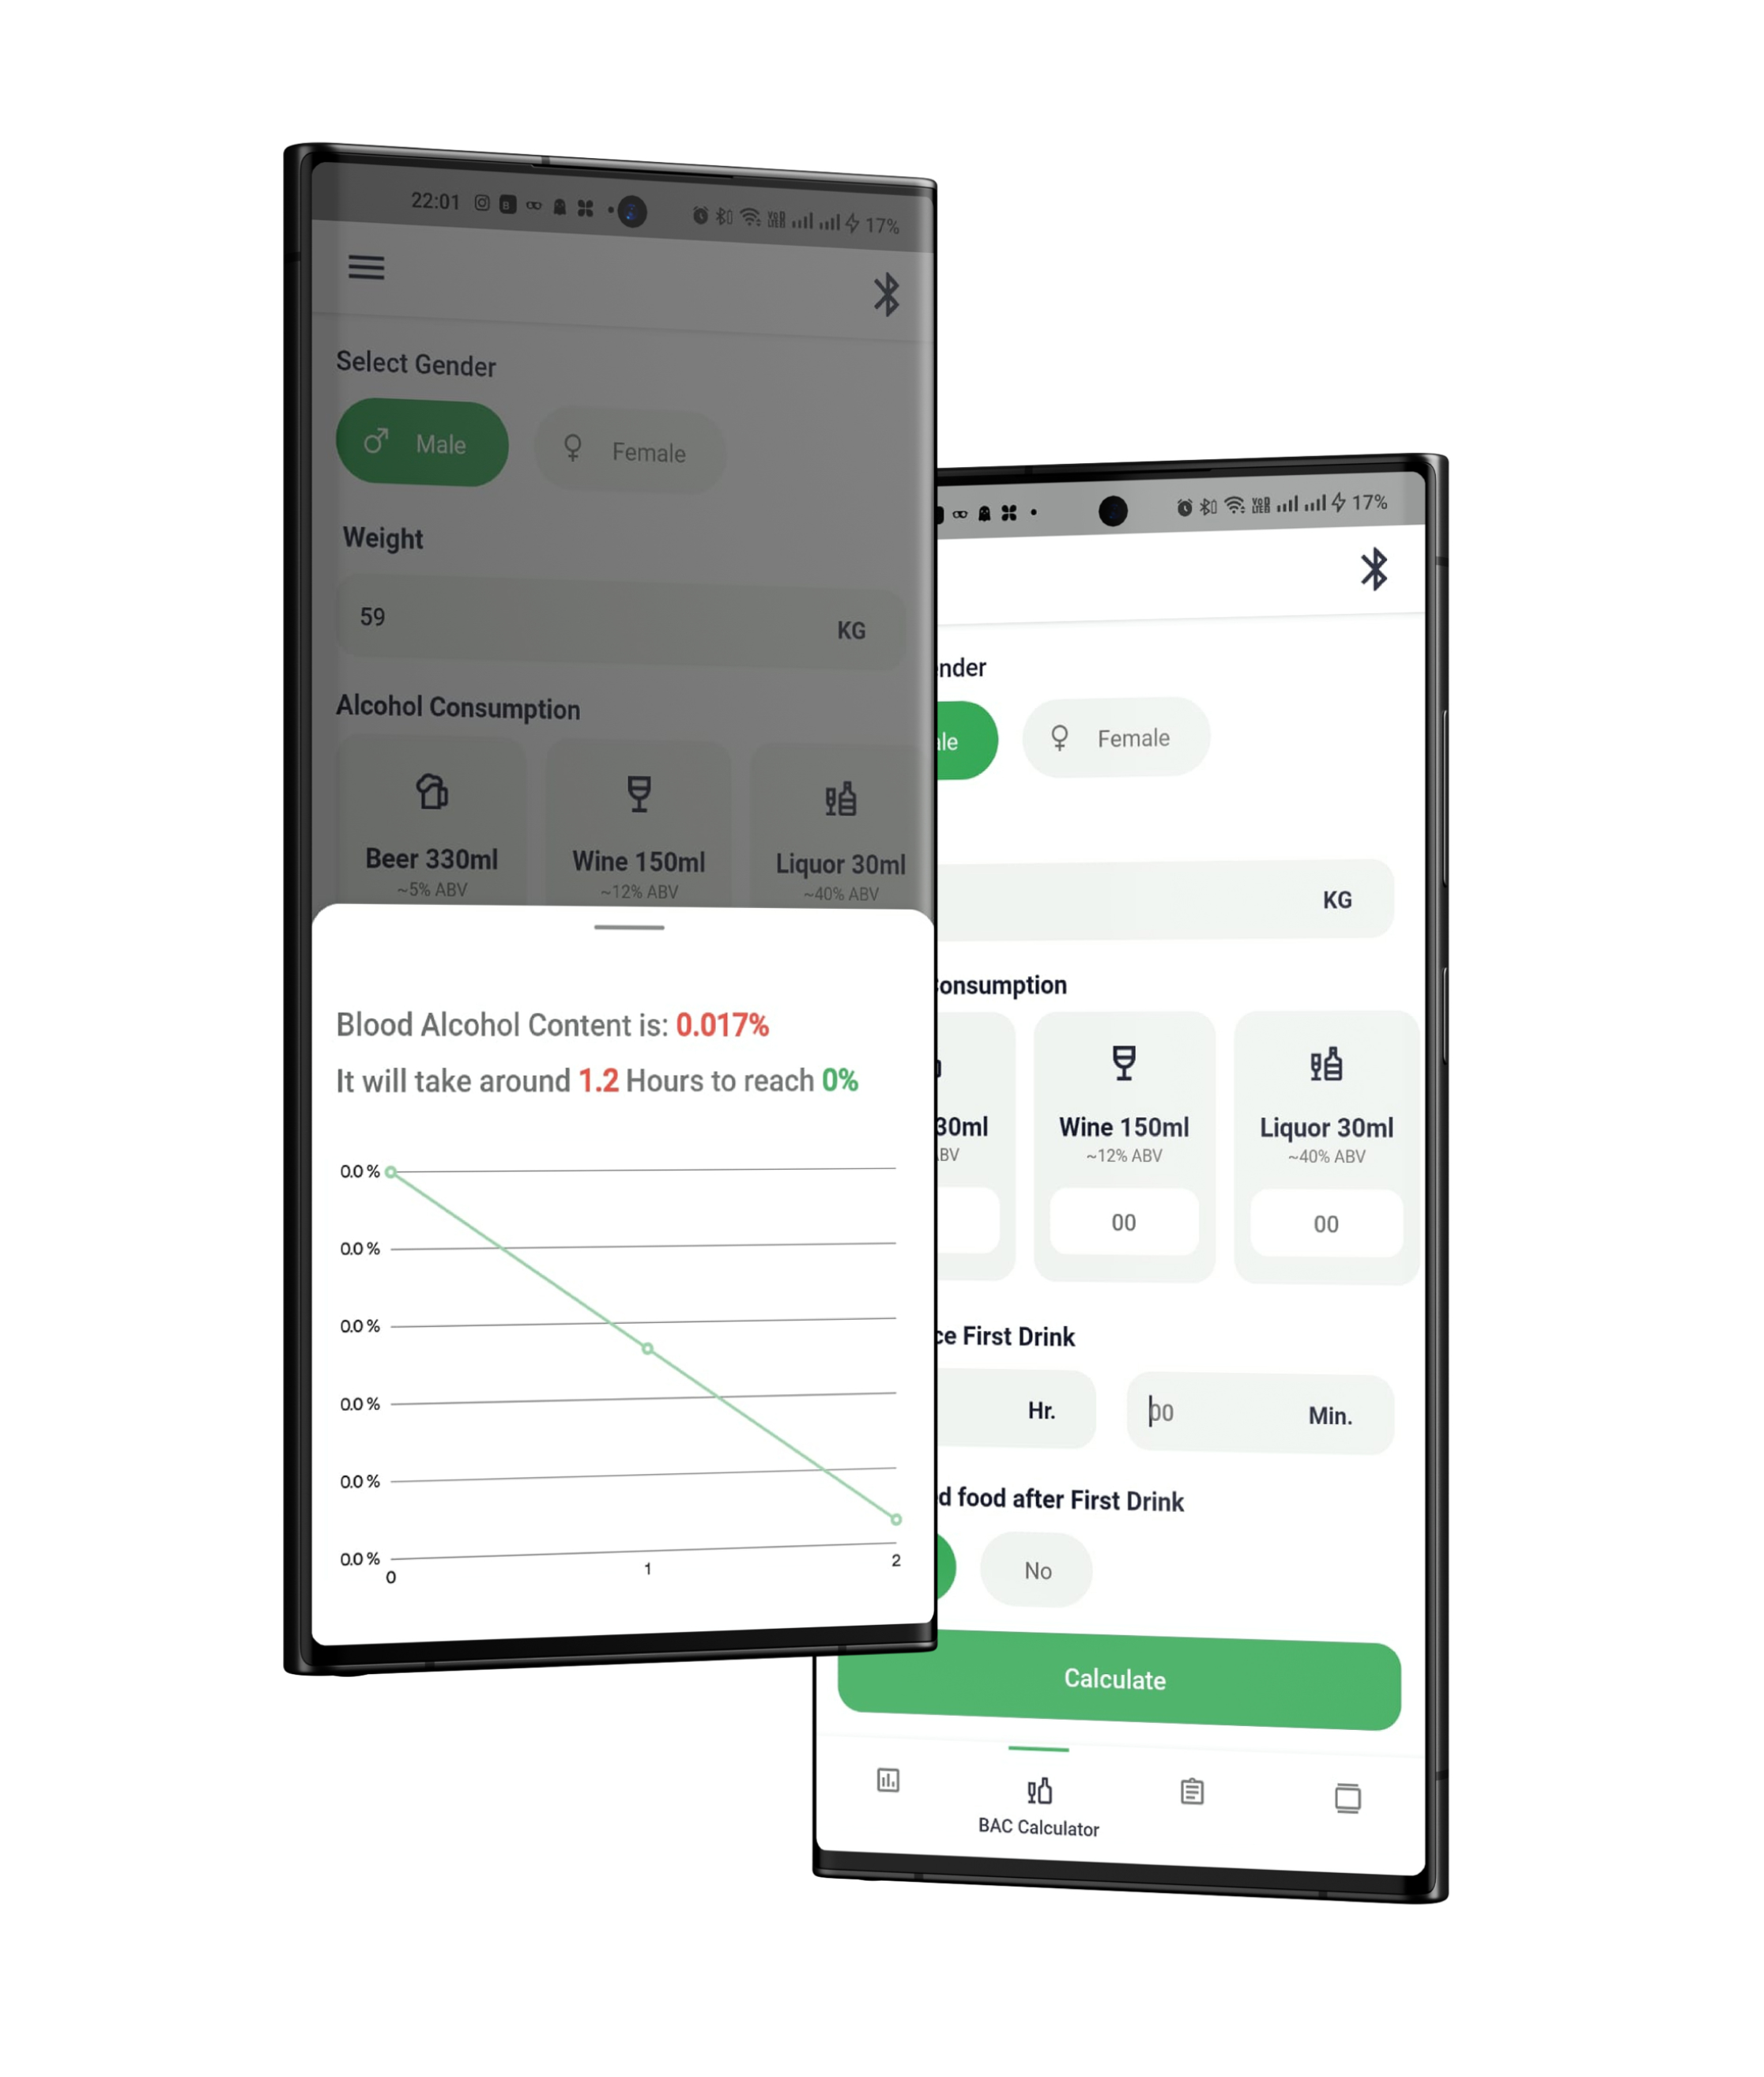 22:01
17%
Select Gender
Male
Female
Weight
59
KG
Alcohol Consumption
Beer 330ml
Wine 150ml
Liquor 30ml
~5% ABV
~12% ABV
~40% ABV
Blood Alcohol Content is: 0.017%
It will take around 1.2 Hours to reach 0%
0.0 %
0.0 %
0.0 %
0.0 %
0.0 %
0.0 %
0
1
2
17%
ender
le
Female
KG
onsumption
30ml
Wine 150ml
Liquor 30ml
BV
~12% ABV
~40% ABV
00
00
ce First Drink
Hr.
00
Min.
d food after First Drink
No
Calculate
BAC Calculator